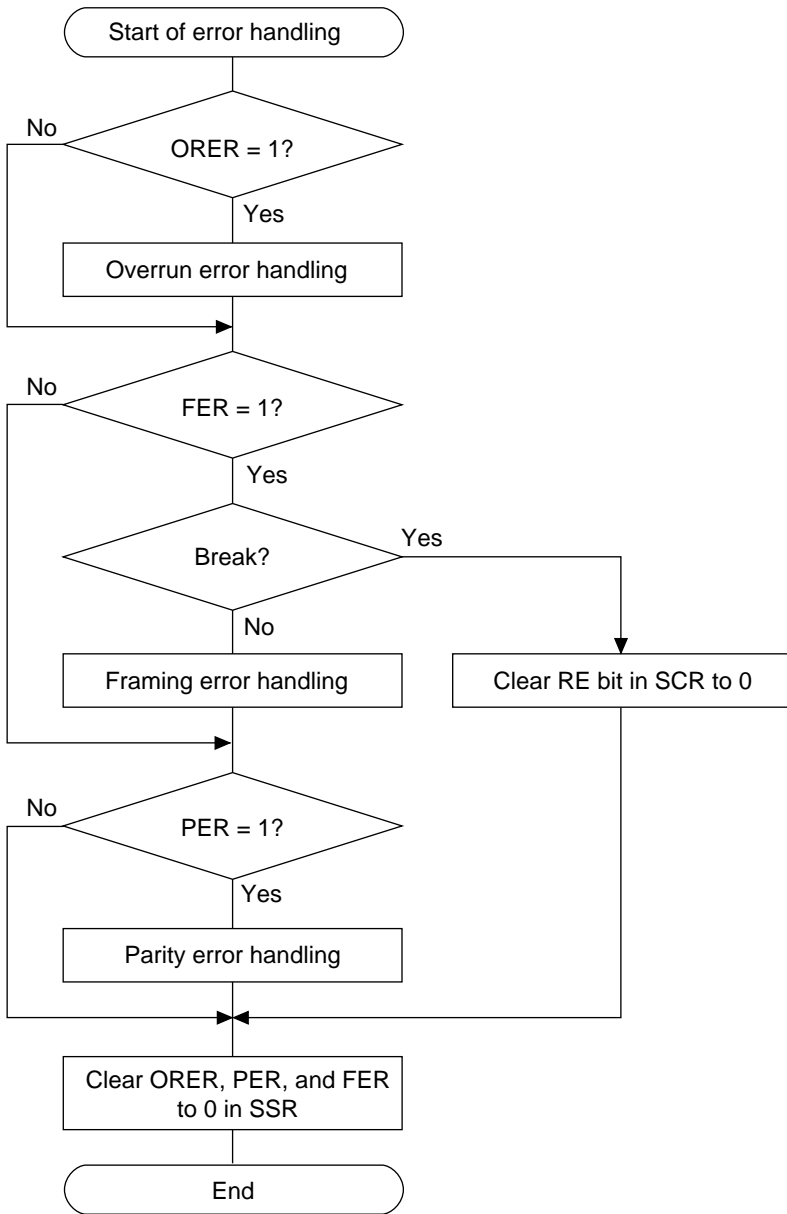 Start of error handling
No
ORER = 1?
Yes
Overrun error handling
No
FER = 1?
Yes
Break?
Yes
No
Framing error handling
Clear RE bit in SCR to 0
No
PER = 1?
Yes
Parity error handling
Clear ORER, PER, and FER
to 0 in SSR
End